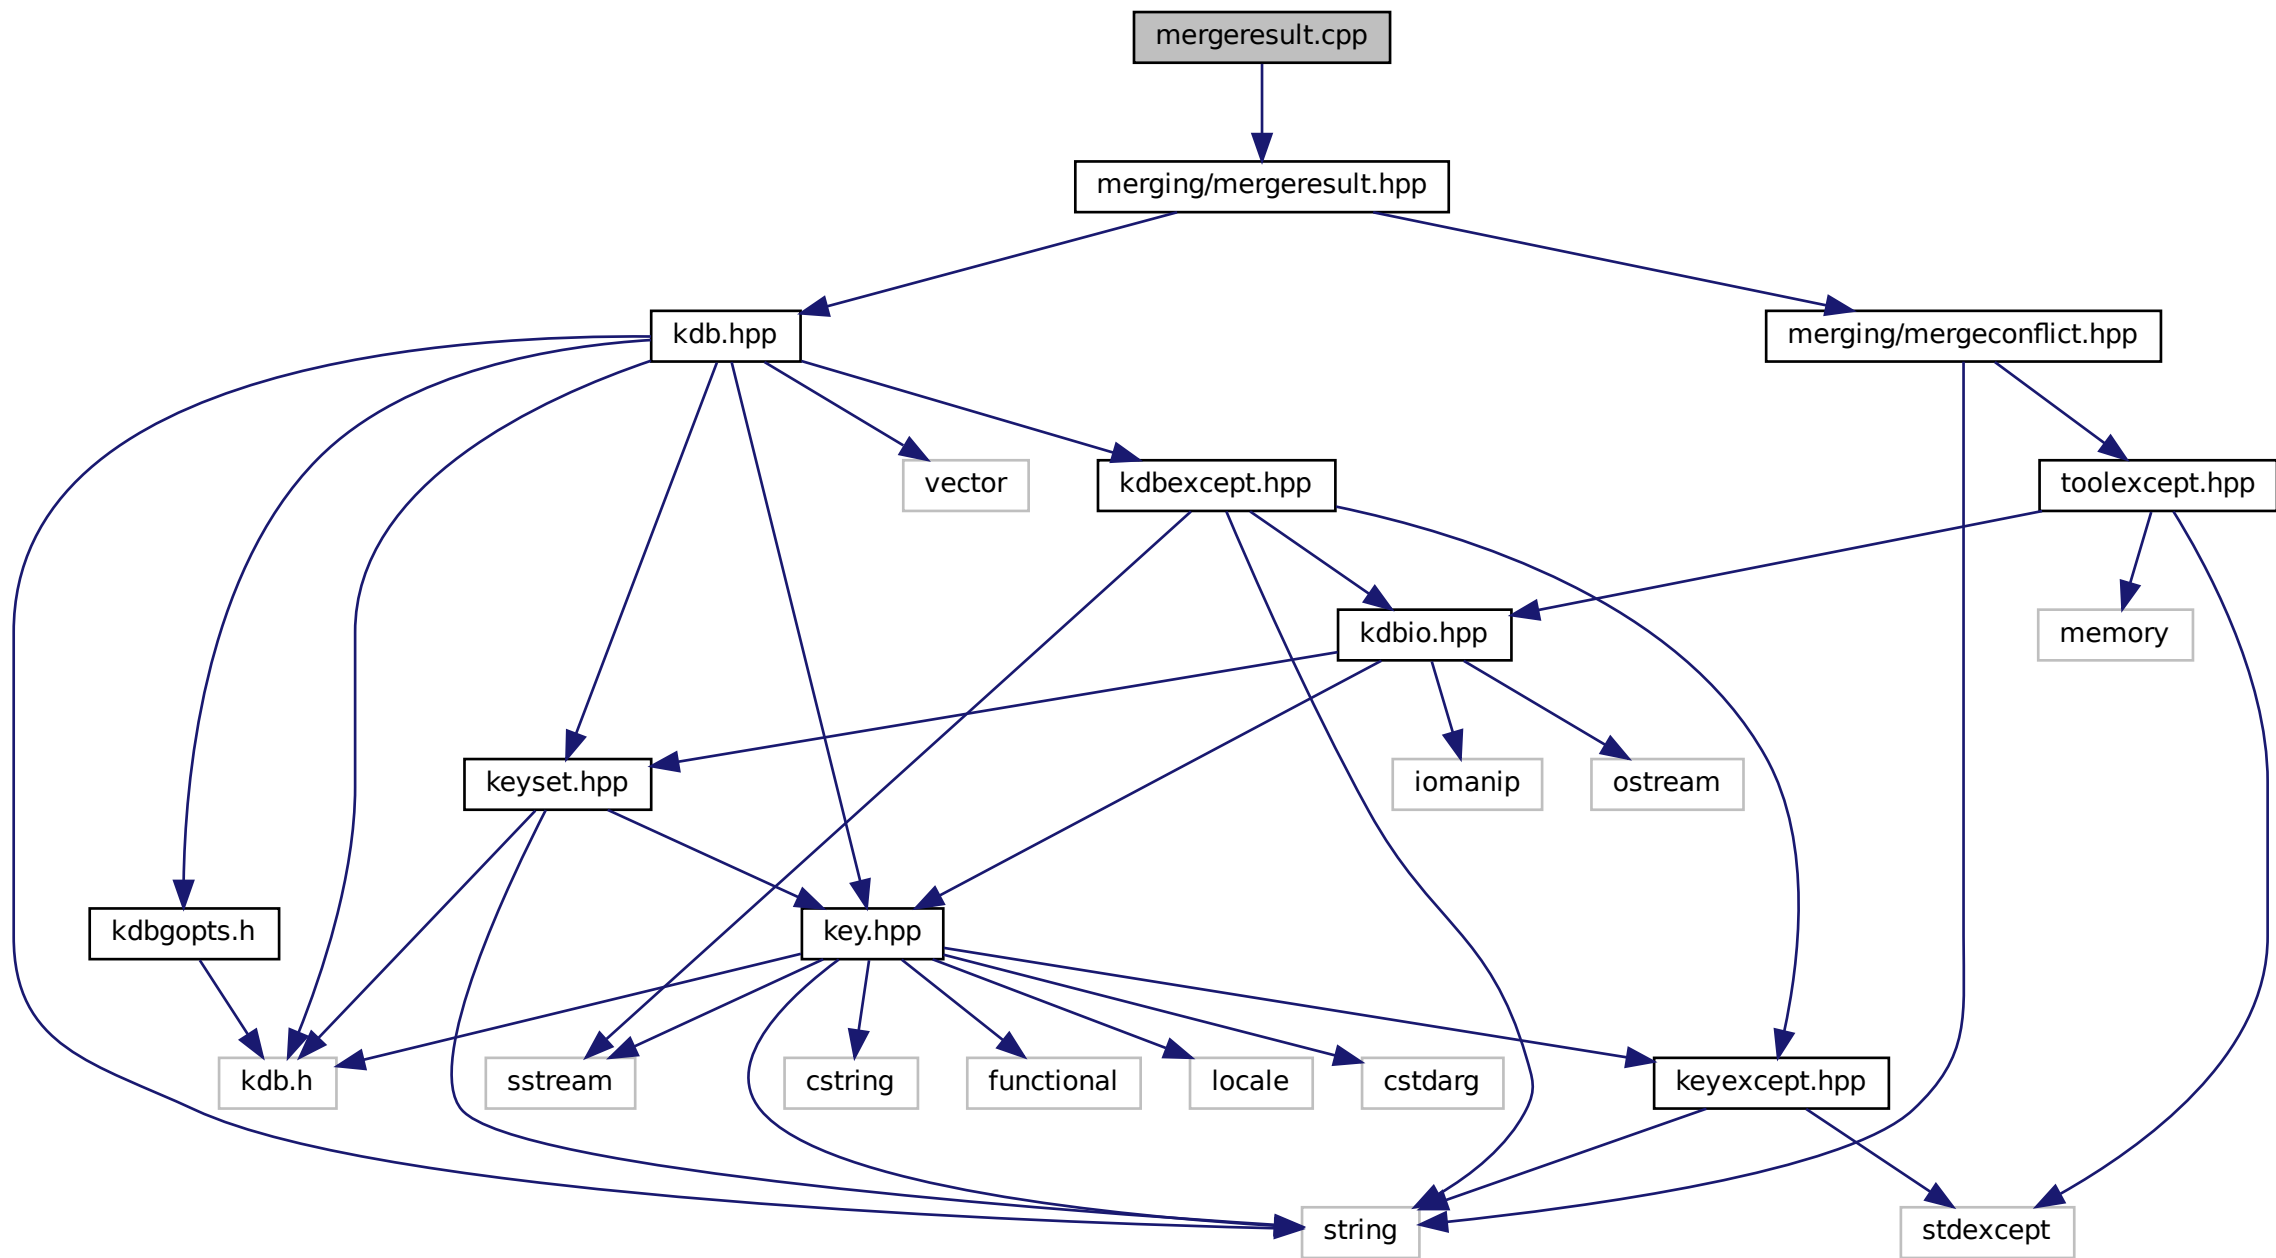 mergeresult.cpp
merging/mergeresult.hpp
kdb.hpp
merging/mergeconflict.hpp
vector
kdbexcept.hpp
toolexcept.hpp
kdbio.hpp
memory
keyset.hpp
iomanip
ostream
kdbgopts.h
key.hpp
kdb.h
sstream
cstring
functional
locale
cstdarg
keyexcept.hpp
string
stdexcept